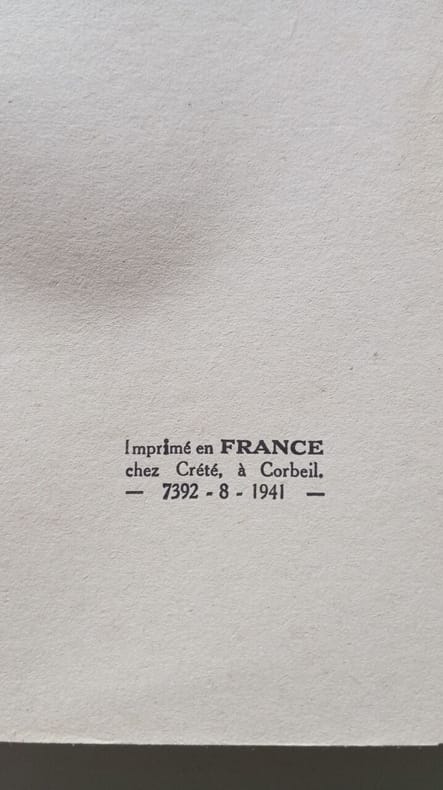 Imprimé en FRANCE
chez Crété, à Corbeil.
— 7392 - 8 - 1941 —